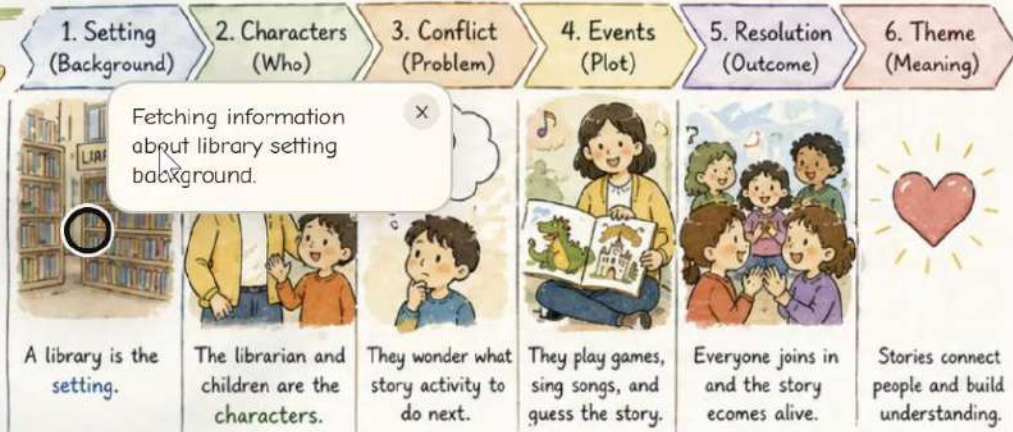 1. Setting
(Background)
2. Characters
(Who)
3. Conflict
(Problem)
4. Events
(Plot)
5. Resolution
(Outcome)
6. Theme
(Meaning)
Fetching information
about library setting
background.
A library is the
setting.
The librarian and
children are the
characters.
They wonder what
story activity to
do next.
They play games,
sing songs, and
guess the story.
Everyone joins in
and the story
ecomes alive.
Stories connect
people and build
understanding.